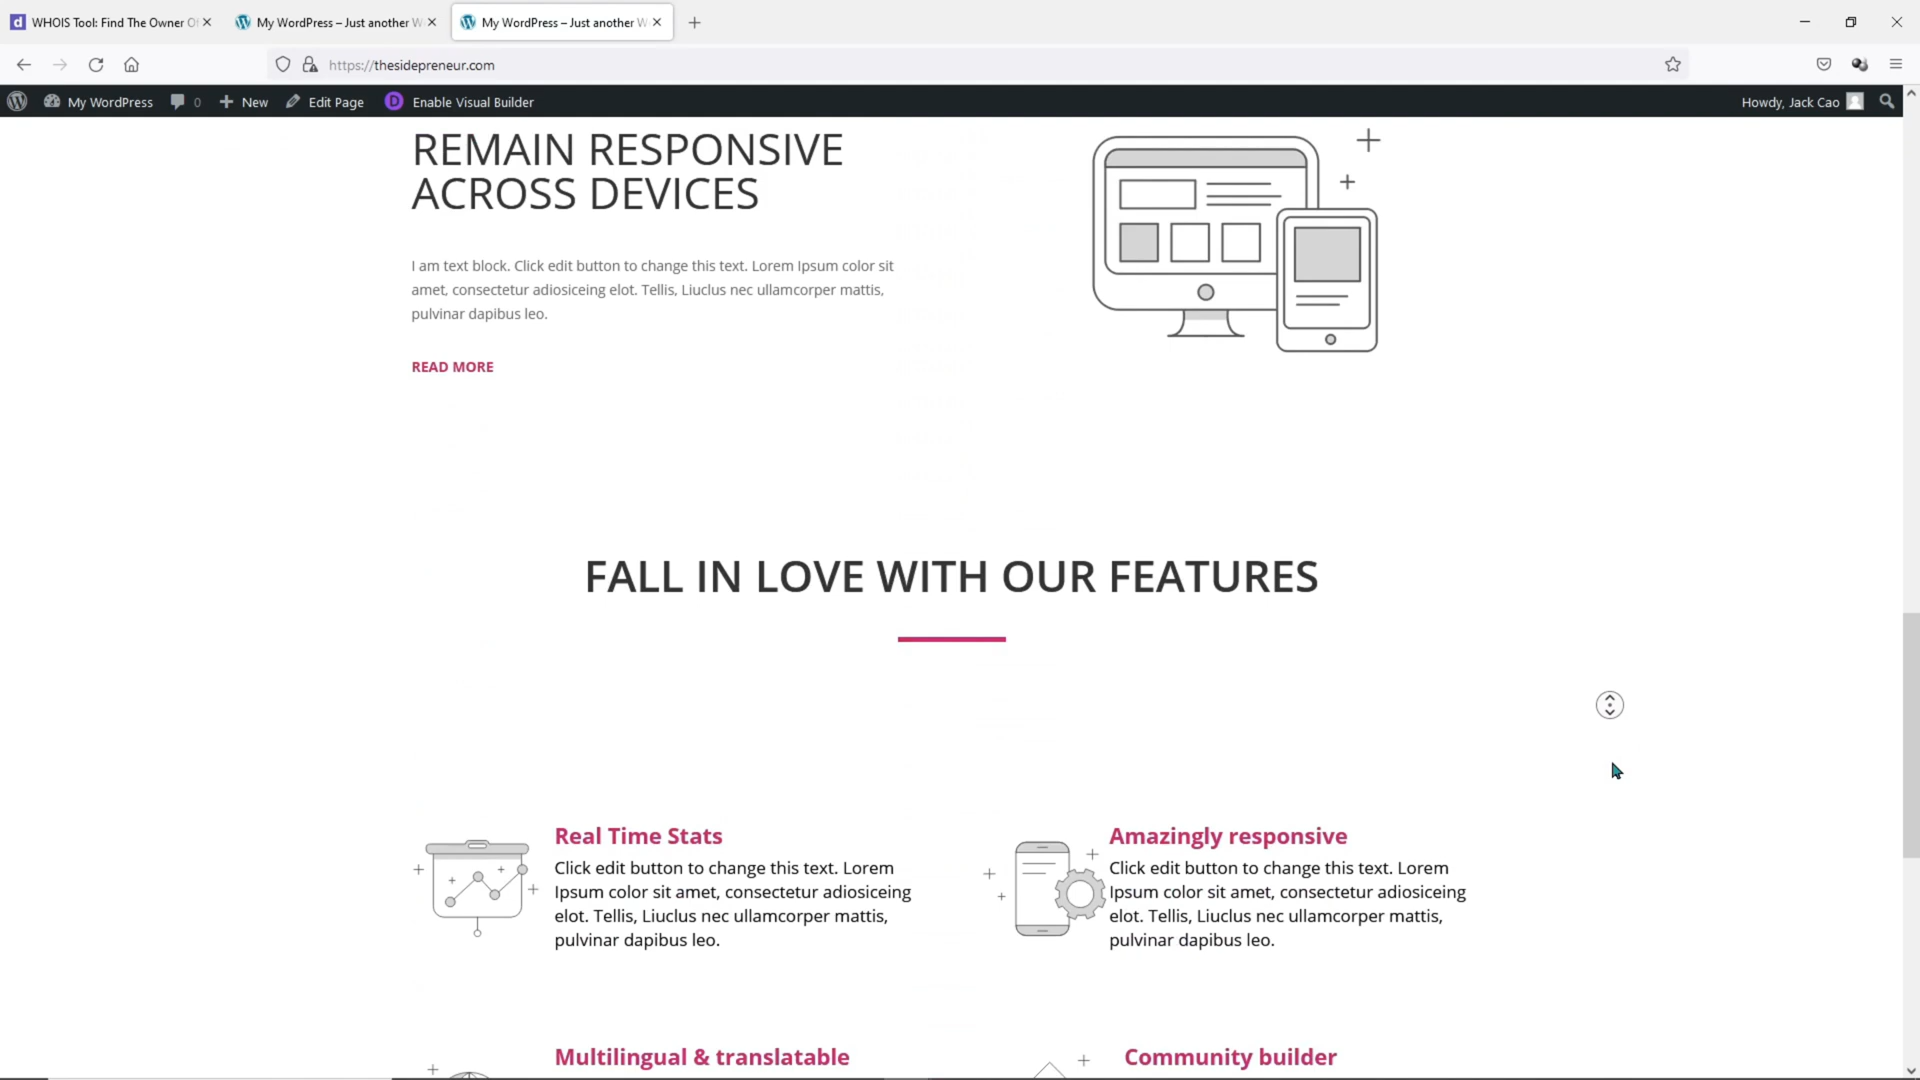 WHOIS Tool: Find The Owner O
My WordPress – Just another W
My WordPress – Just another W
https://thesidepreneur.com
My WordPress
0
New
Edit Page
D
Enable Visual Builder
Howdy, Jack Cao
REMAIN RESPONSIVE
ACROSS DEVICES
I am text block. Click edit button to change this text. Lorem Ipsum color sit
amet, consectetur adiosiceing elot. Tellis, Liuclus nec ullamcorper mattis,
pulvinar dapibus leo.
READ MORE
FALL IN LOVE WITH OUR FEATURES
Real Time Stats
Click edit button to change this text. Lorem
Ipsum color sit amet, consectetur adiosiceing
elot. Tellis, Liuclus nec ullamcorper mattis,
pulvinar dapibus leo.
Amazingly responsive
Click edit button to change this text. Lorem
Ipsum color sit amet, consectetur adiosiceing
elot. Tellis, Liuclus nec ullamcorper mattis,
pulvinar dapibus leo.
Multilingual & translatable
Community builder